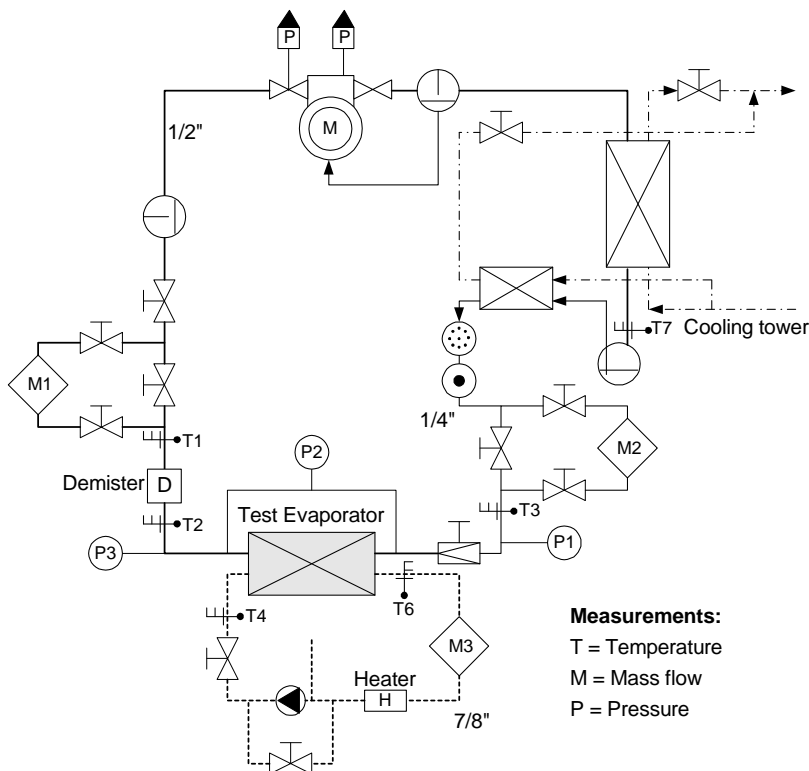 P
P
M
1/2"
T7
Cooling tower
M1
1/4"
T1
P2
M2
Demister
D
T2
Test Evaporator
T3
P3
P1
T4
T6
M3
Heater
H
7/8"
Measurements:
T = Temperature
M = Mass flow
P = Pressure